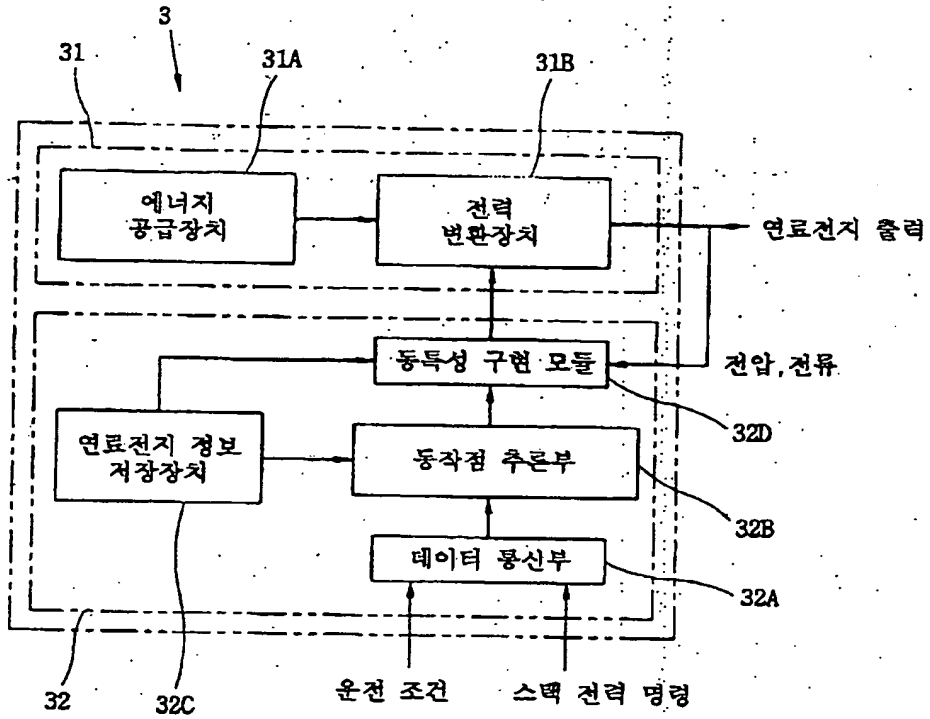 3
31
31A
31B
에너지
공급장치
전력
변환장치
연료전지 출력
동특성 구현 모듈
전압,전류
32D
연료전지 정보
저장장치
동작점 추론부
32B
데이터 통신부
32A
32
32C
운전 조건
스택 전력 명령